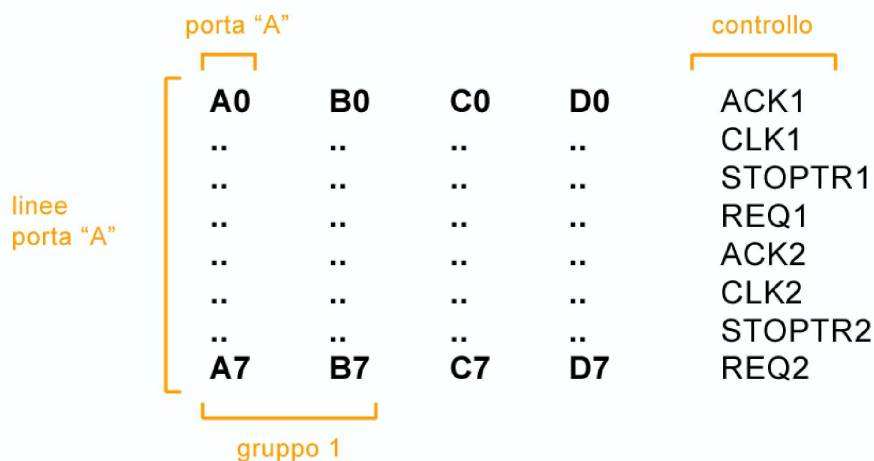 porta “A” controllo
A0 B0 C0 D0 ACK1
.. .. .. .. CLK1
.. .. .. .. STOPTR1
.. .. .. .. REQ1
linee
porta “A”
.. .. .. .. ACK2
.. .. .. .. CLK2
.. .. .. .. STOPTR2
A7 B7 C7 D7 REQ2
gruppo 1